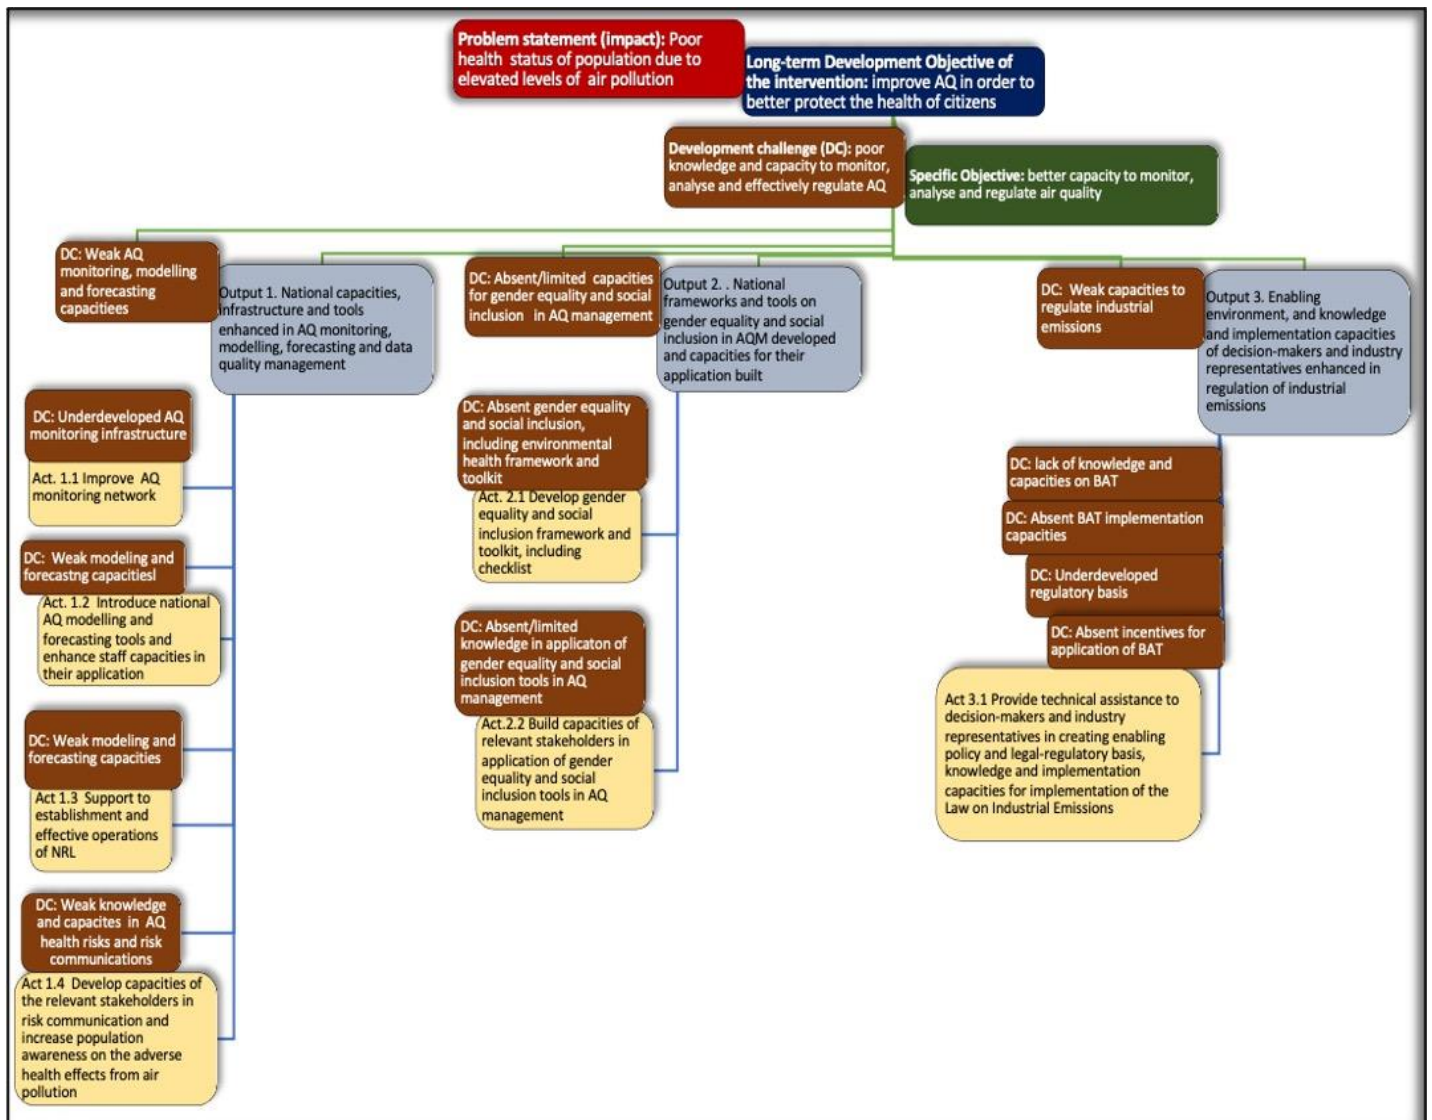 Problem statement (impact): Poor
health status of population due to
elevated levels of air pollution
Long-term Development Objective of
the intervention: improve AQ in order to
better protect the health of citizens
Development challenge (DC): poor
knowledge and capacity to monitor,
analyse and effectively regulate AQ
Specific Objective: better capacity to monitor,
analyse and regulate air quality
DC: Weak AQ
monitoring, modelling
and forecasting
capacitiees
Output 1. National capacities,
infrastructure and tools
enhanced in AQ monitoring,
modelling, forecasting and data
quality management
DC: Underdeveloped AQ
monitoring infrastructure
Act. 1.1 Improve AQ
monitoring network
DC: Weak modeling and
forecastng capacitiesl
Act. 1.2 Introduce national
AQ modelling and
forecasting tools and
enhance staff capacities in
their application
DC: Weak modeling and
forecasting capacities
Act 1.3 Support to
establishment and
effective operations
of NRL
DC: Weak knowledge
and capacites in AQ
health risks and risk
communications
Act 1.4 Develop capacities of
the relevant stakeholders in
risk communication and
increase population
awareness on the adverse
health effects from air
pollution
DC: Absent/limited capacities
for gender equality and social
inclusion in AQ management
Output 2. . National
frameworks and tools on
gender equality and social
inclusion in AQM developed
and capacities for their
application built
DC: Absent gender equality
and social inclusion,
including environmental
health framework and
toolkit
Act. 2.1 Develop gender
equality and social
inclusion framework and
toolkit, including
checklist
DC: Absent/limited
knowledge in applicaton of
gender equality and social
inclusion tools in AQ
management
Act.2.2 Build capacities of
relevant stakeholders in
application of gender
equality and social
inclusion tools in AQ
management
DC: Weak capacities to
regulate industrial
emissions
Output 3. Enabling
environment, and knowledge
and implementation capacities
of decision-makers and industry
representatives enhanced in
regulation of industrial
emissions
DC: lack of knowledge and
capacities on BAT
DC: Absent BAT implementation
capacities
DC: Underdeveloped
regulatory basis
DC: Absent incentives for
application of BAT
Act 3.1 Provide technical assistance to
decision-makers and industry
representatives in creating enabling
policy and legal-regulatory basis,
knowledge and implementation
capacities for implementation of the
Law on Industrial Emissions